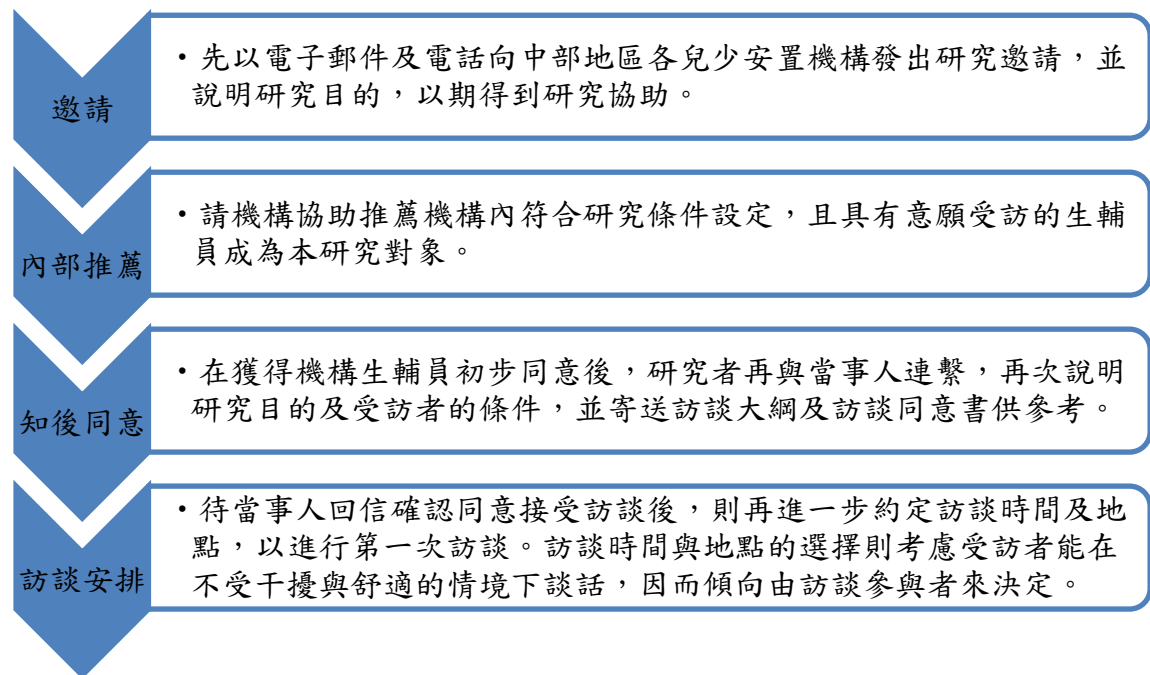 邀請
・先以電子郵件及電話向中部地區各兒少安置機構發出研究邀請，並
說明研究目的，以期得到研究協助。
內部推薦
・請機構協助推薦機構內符合研究條件設定，且具有意願受訪的生輔
員成為本研究對象。
知後同意
・在獲得機構生輔員初步同意後，研究者再與當事人連繫，再次說明
研究目的及受訪者的條件，並寄送訪談大綱及訪談同意書供參考。
訪談安排
・待當事人回信確認同意接受訪談後，則再進一步約定訪談時間及地
點，以進行第一次訪談。訪談時間與地點的選擇則考慮受訪者能在
不受干擾與舒適的情境下談話，因而傾向由訪談參與者來決定。